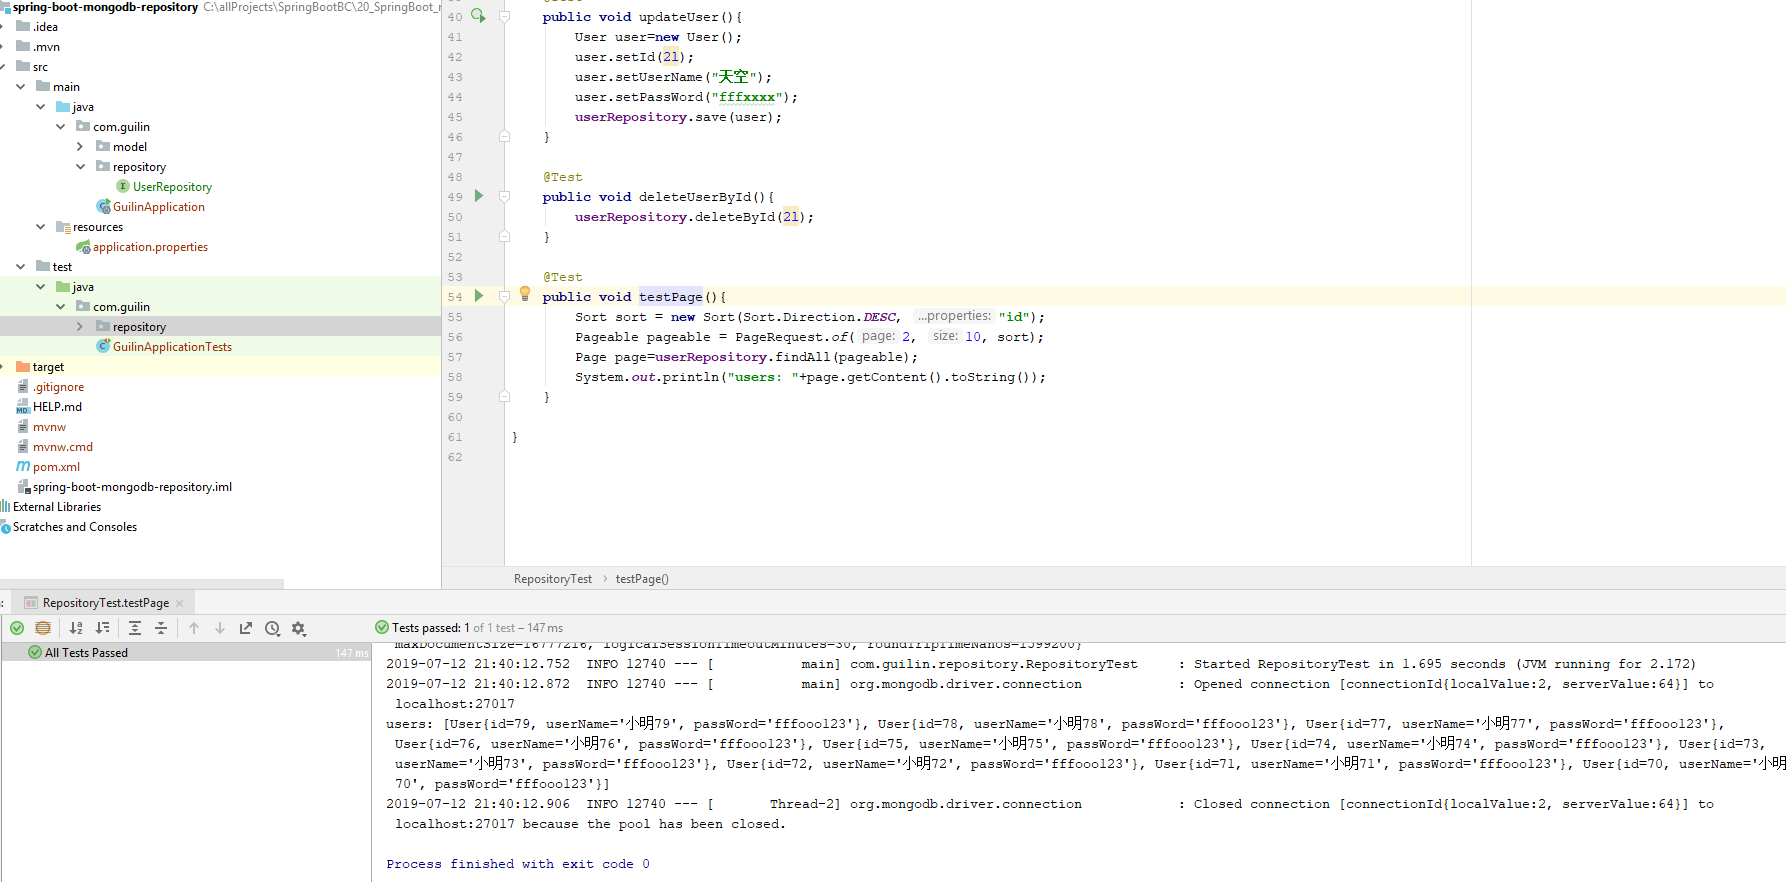 spring-boot-mongodb-repository C:\allProjects\SpringBootBC\20_SpringBoot_r
.idea
.mvn
src
main
java
com.guilin
model
repository
UserRepository
GuilinApplication
resources
application.properties
test
java
com.guilin
repository
GuilinApplicationTests
target
.gitignore
HELP.md
mvnw
mvnw.cmd
pom.xml
spring-boot-mongodb-repository.iml
External Libraries
Scratches and Consoles
40 public void updateUser(){
41 User user=new User();
42 user.setId(2l);
43 user.setUserName("天空");
44 user.setPassWord("fffxxxx");
45 userRepository.save(user);
46 }
47
48 @Test
49 public void deleteUserById(){
50 userRepository.deleteById(2l);
51 }
52
53 @Test
54 public void testPage(){
55 Sort sort = new Sort(Sort.Direction.DESC, ...properties: "id");
56 Pageable pageable = PageRequest.of( page: 2, size: 10, sort);
57 Page page=userRepository.findAll(pageable);
58 System.out.println("users: "+page.getContent().toString());
59 }
60
61 }
62
RepositoryTest › testPage()
RepositoryTest.testPage
Tests passed: 1 of 1 test – 147 ms
All Tests Passed 147 ms
maxDocumentSize=16777216, logicalSessionTimeoutMinutes=30, roundTripTimeNanos=1599200}
2019-07-12 21:40:12.752 INFO 12740 --- [ main] com.guilin.repository.RepositoryTest : Started RepositoryTest in 1.695 seconds (JVM running for 2.172)
2019-07-12 21:40:12.872 INFO 12740 --- [ main] org.mongodb.driver.connection : Opened connection [connectionId{localValue:2, serverValue:64}] to
localhost:27017
users: [User{id=79, userName='小明79', passWord='fffooo123'}, User{id=78, userName='小明78', passWord='fffooo123'}, User{id=77, userName='小明77', passWord='fffooo123'},
User{id=76, userName='小明76', passWord='fffooo123'}, User{id=75, userName='小明75', passWord='fffooo123'}, User{id=74, userName='小明74', passWord='fffooo123'}, User{id=73,
userName='小明73', passWord='fffooo123'}, User{id=72, userName='小明72', passWord='fffooo123'}, User{id=71, userName='小明71', passWord='fffooo123'}, User{id=70, userName='小明
70', passWord='fffooo123'}]
2019-07-12 21:40:12.906 INFO 12740 --- [ Thread-2] org.mongodb.driver.connection : Closed connection [connectionId{localValue:2, serverValue:64}] to
localhost:27017 because the pool has been closed.
Process finished with exit code 0